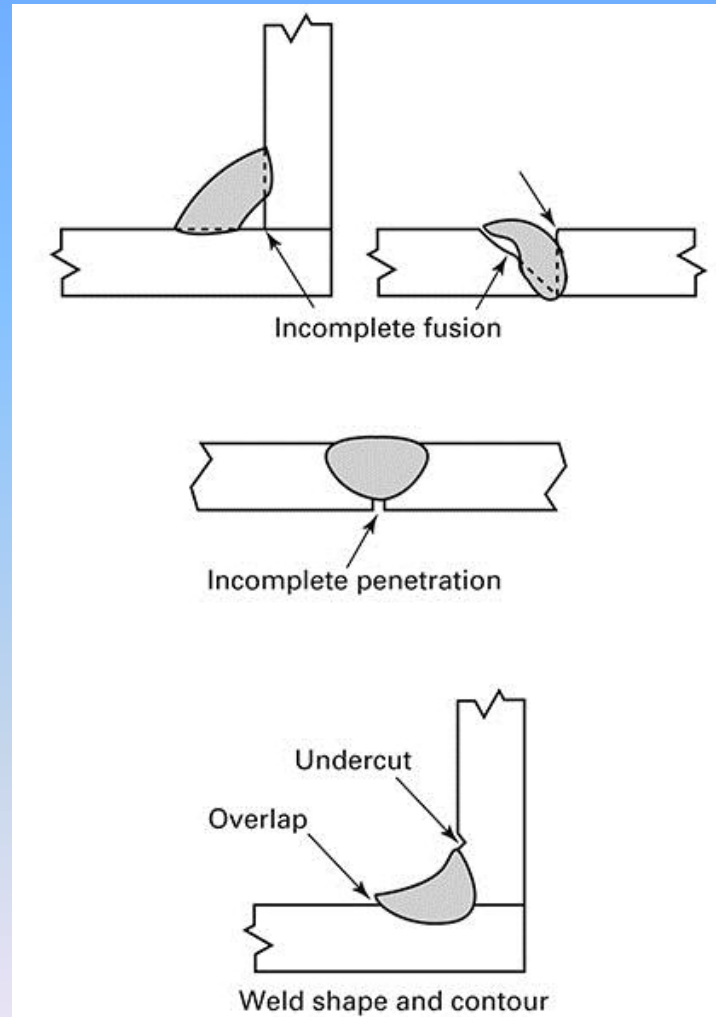 Incomplete fusion
Incomplete penetration
Undercut
Overlap
Weld shape and contour